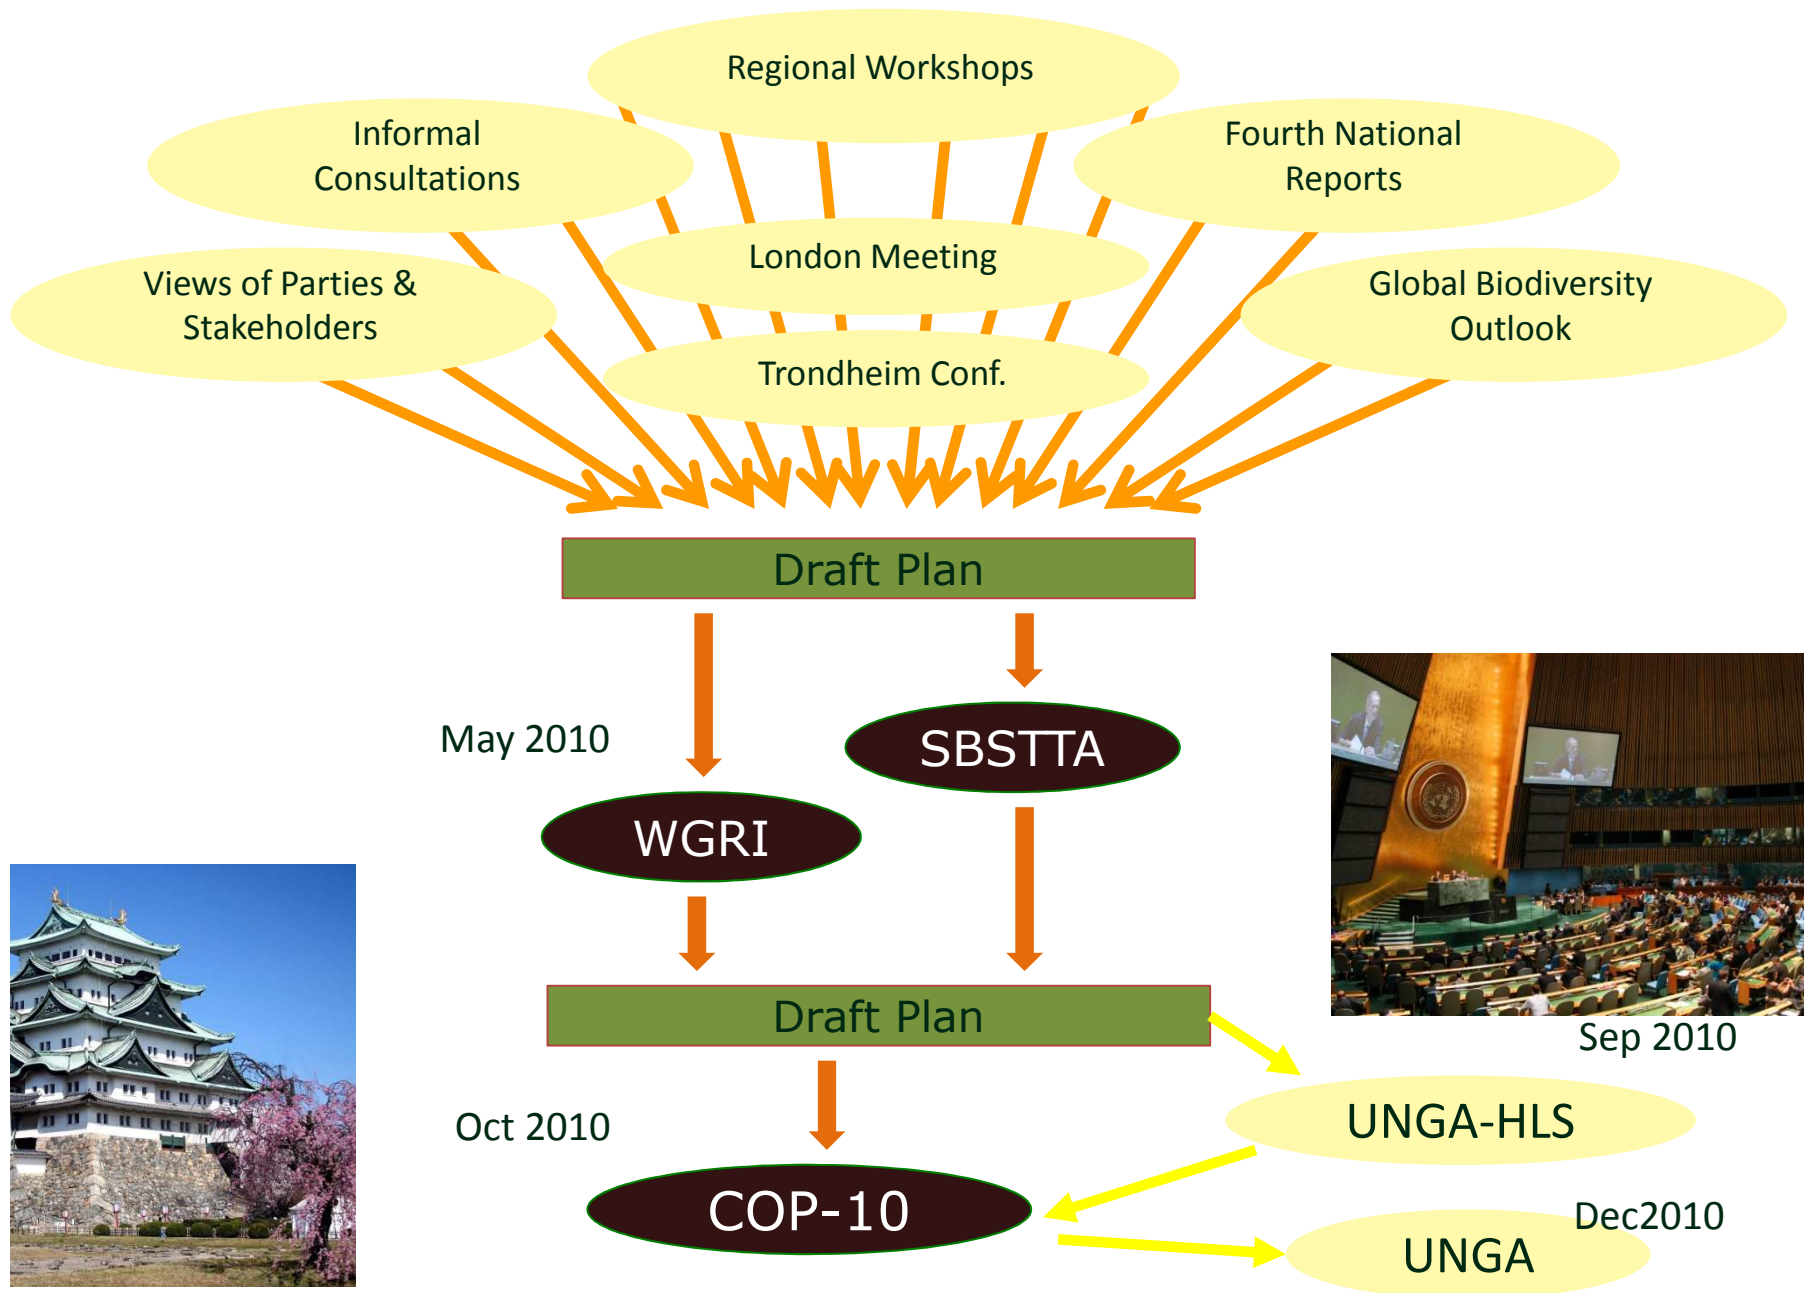 Regional Workshops
Informal
Consultations
Fourth National
Reports
London Meeting
Views of Parties &
Stakeholders
Global Biodiversity
Outlook
Trondheim Conf.
Draft Plan
May 2010
SBSTTA
WGRI
Draft Plan
Sep 2010
Oct 2010
UNGA-HLS
COP-10
Dec2010
UNGA